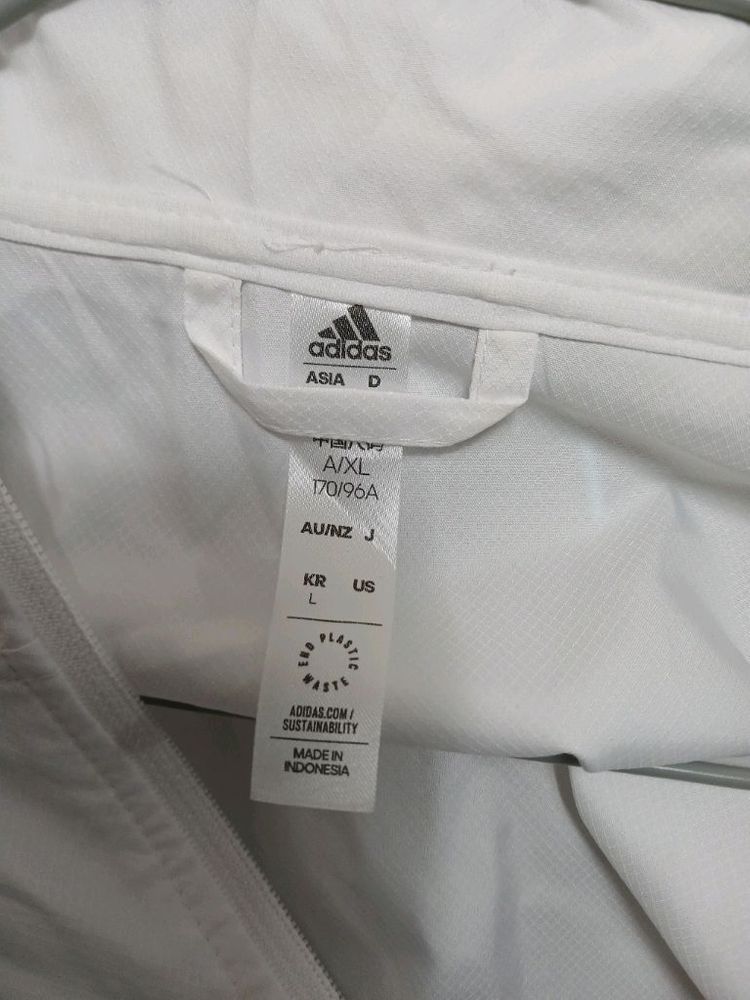 adidas
ASIA D
A/XL
170/96A
AU/NZ J
KR US
L
END PLASTIC WASTE
ADIDAS.COM/
SUSTAINABILITY
MADE IN
INDONESIA